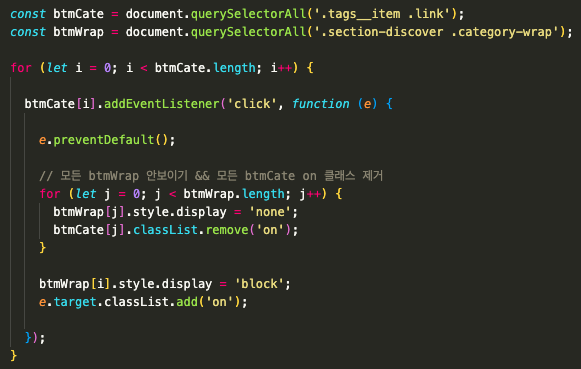 const btmCate = document.querySelectorAll('.tags__item .link');
const btmWrap = document.querySelectorAll('.section-discover .category-wrap');
for (let i = 0; i < btmCate.length; i++) {
btmCate[i].addEventListener('click', function (e) {
e.preventDefault();
// 모든 btmWrap 안보이기 && 모든 btmCate on 클래스 제거
for (let j = 0; j < btmWrap.length; j++) {
btmWrap[j].style.display = 'none';
btmCate[j].classList.remove('on');
}
btmWrap[i].style.display = 'block';
e.target.classList.add('on');
});
}